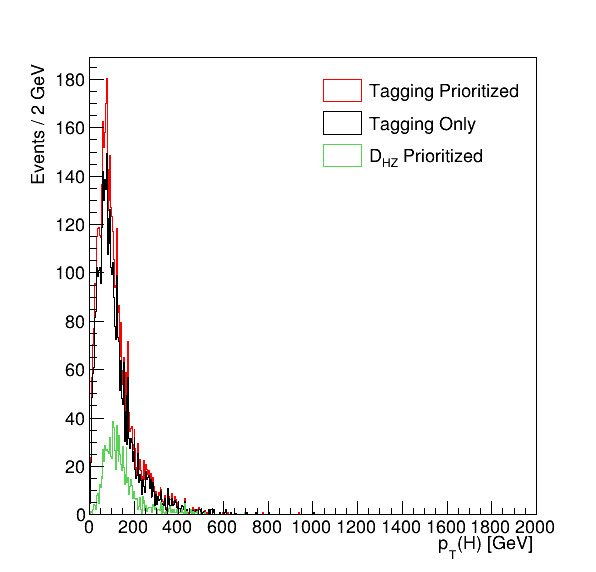 Events / 2 GeV
180
160
140
120
100
80
60
40
20
0
Tagging Prioritized
Tagging Only
D_HZ Prioritized
0 200 400 600 800 1000 1200 1400 1600 1800 2000
p_T(H) [GeV]